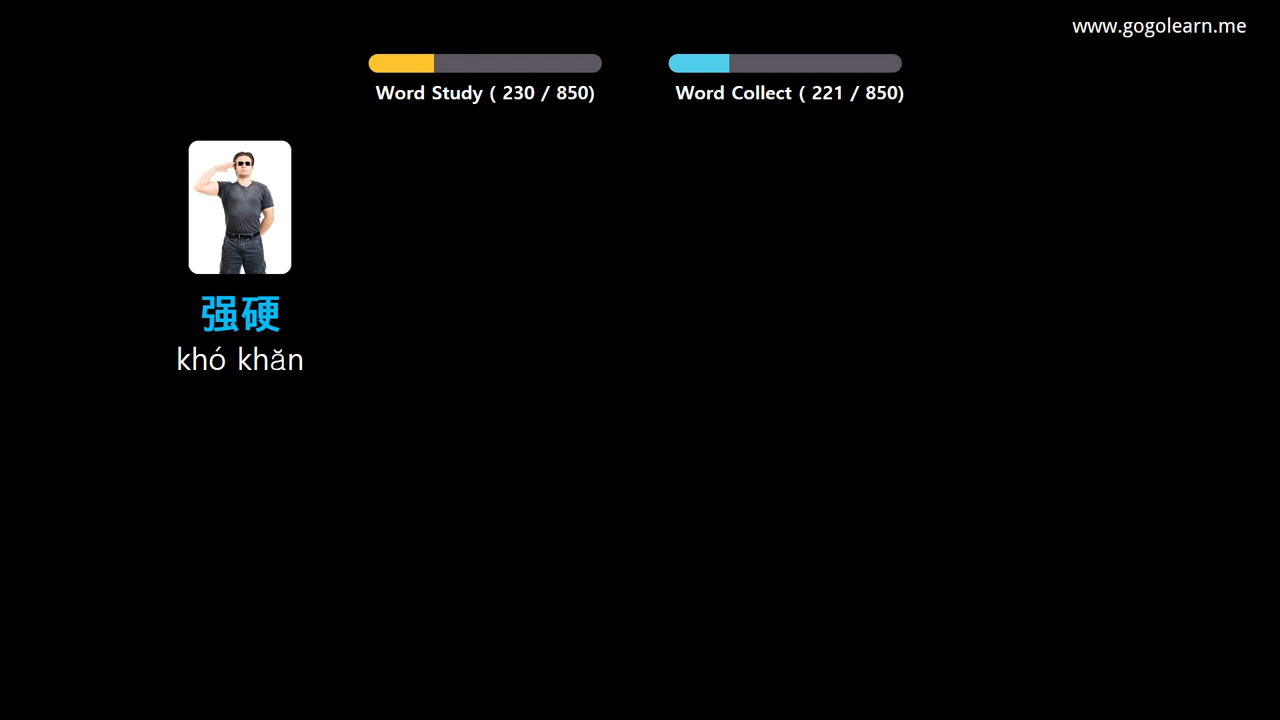 www.gogolearn.me
Word Study ( 230 / 850)
Word Collect ( 221 / 850)
强硬
khó khăn